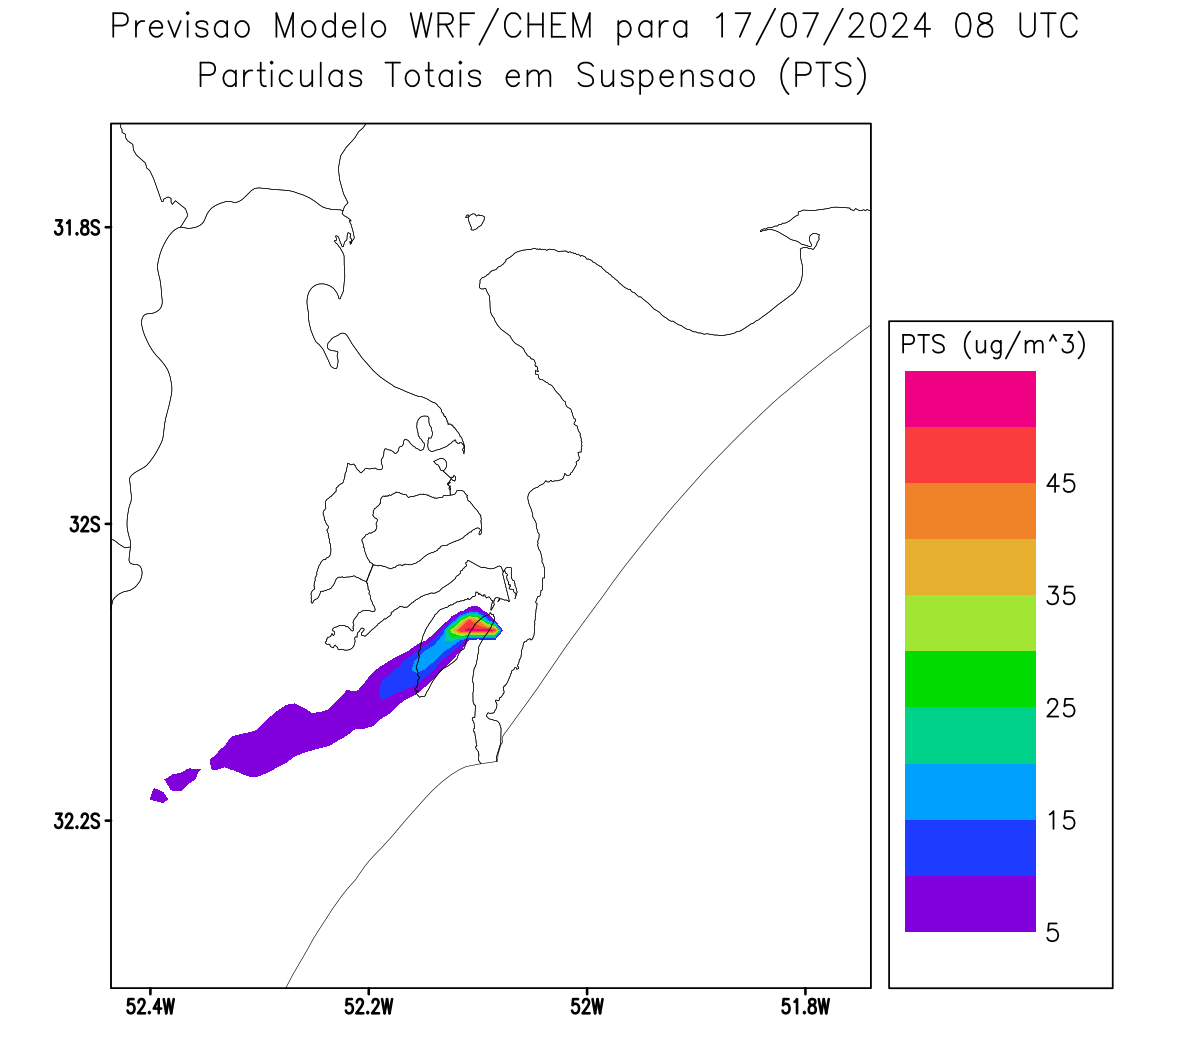 Previsao Modelo WRF/CHEM para 17/07/2024 08 UTC
Particulas Totais em Suspensao (PTS)
31.8S
32S
32.2S
52.4W
52.2W
52W
51.8W
PTS (ug/m^3)
45
35
25
15
5